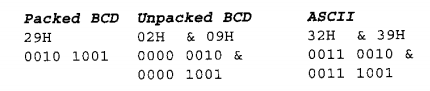 Packed BCD Unpacked BCD ASCII
29H 02H & 09H 32H & 39H
0010 1001 0000 0010 & 0011 0010 &
0000 1001 0011 1001